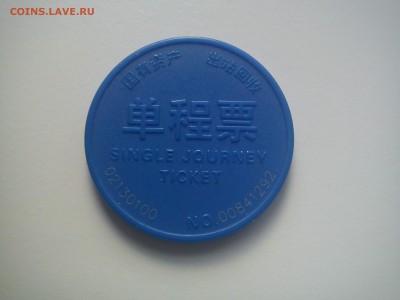 COINS.LAVE.RU
国有资产 出站回收
单程票
SINGLE JOURNEY
TICKET
02130100 NO.00841292